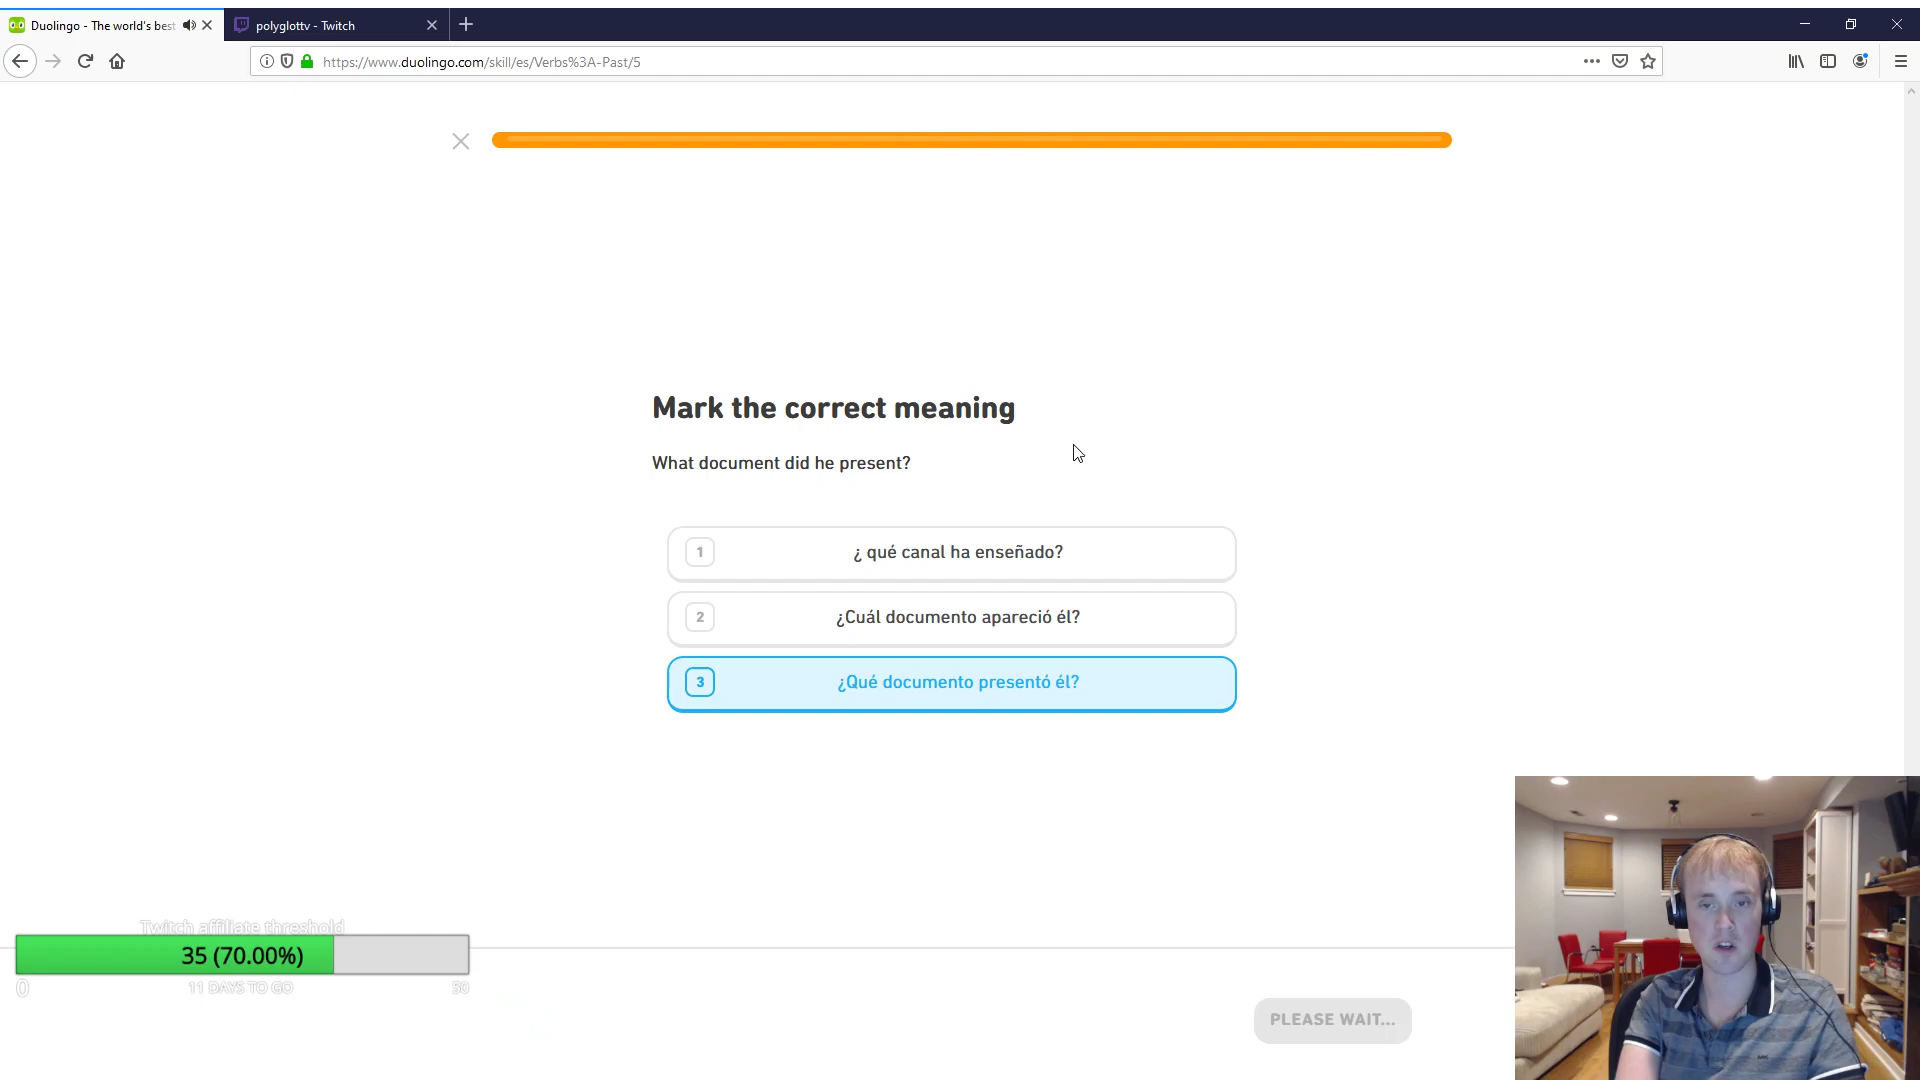 Duolingo - The world's best
polyglottv - Twitch
https://www.duolingo.com/skill/es/Verbs%3A-Past/5
Mark the correct meaning
What document did he present?
1 ¿ qué canal ha enseñado?
2 ¿Cuál documento apareció él?
3 ¿Qué documento presentó él?
Twitch affiliate threshold
35 (70.00%)
0 11 DAYS TO GO 50
PLEASE WAIT...